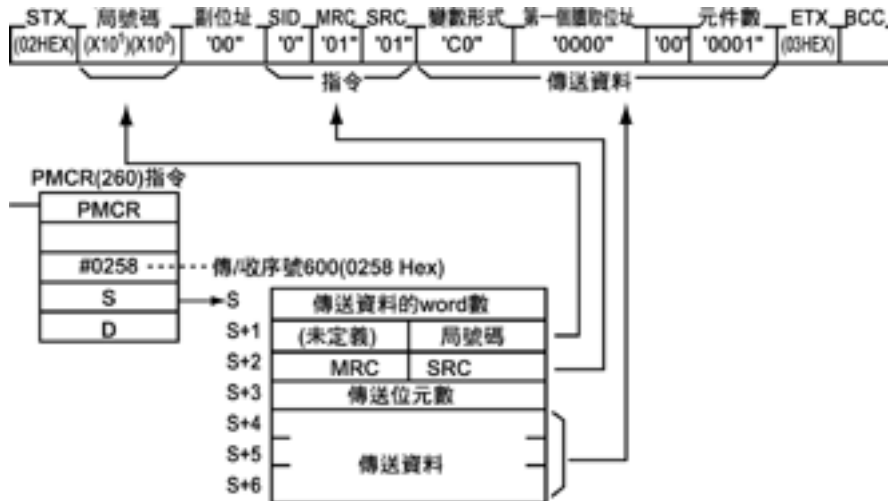 STX 局號碼 副位址 SID MRC SRC 變數形式 第一個讀取位址 元件數 ETX BCC
(02HEX) (X10¹)(X10⁰) "00" "0" "01" "01" "C0" "0000" "00" "0001" (03HEX)
指令 傳送資料
PMCR(260)指令
PMCR
#0258 傳/收序號600(0258 Hex)
S S 傳送資料的word數
D S+1 (未定義) 局號碼
S+2 MRC SRC
S+3 傳送位元數
S+4
S+5 傳送資料
S+6